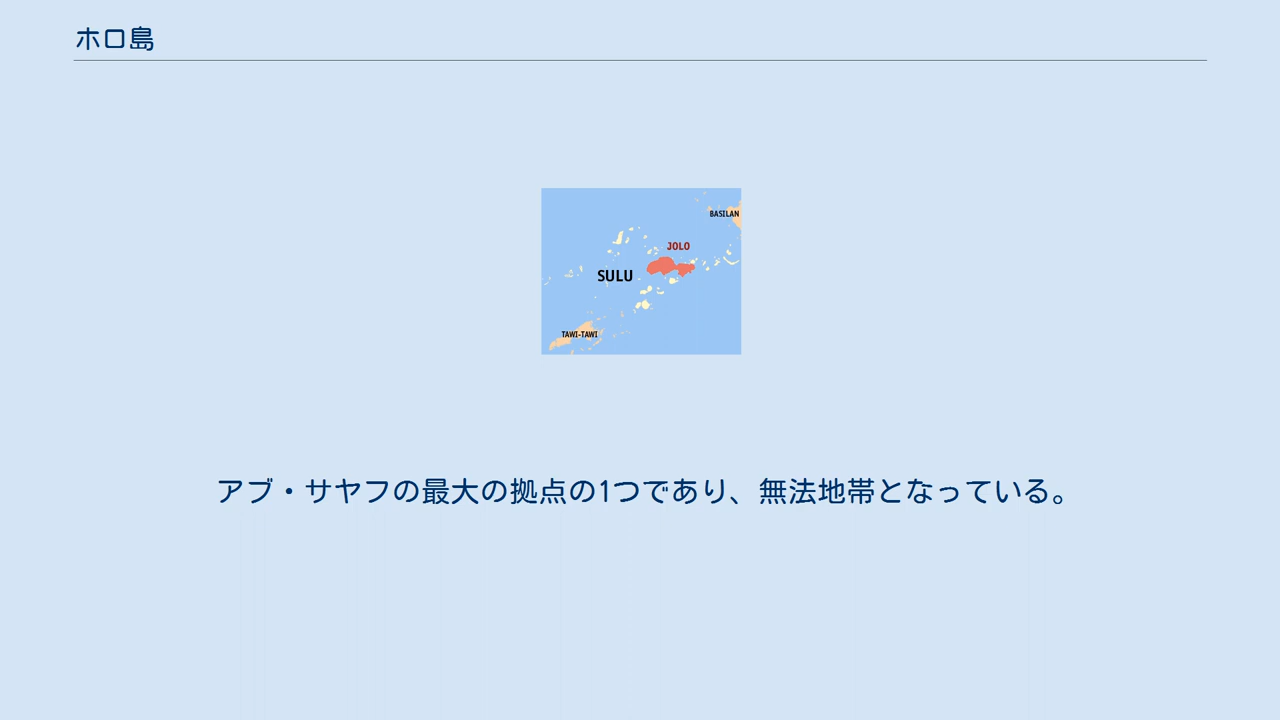 ホロ島
BASILAN
JOLO
SULU
TAWI-TAWI
アブ・サヤフの最大の拠点の1つであり、無法地帯となっている。